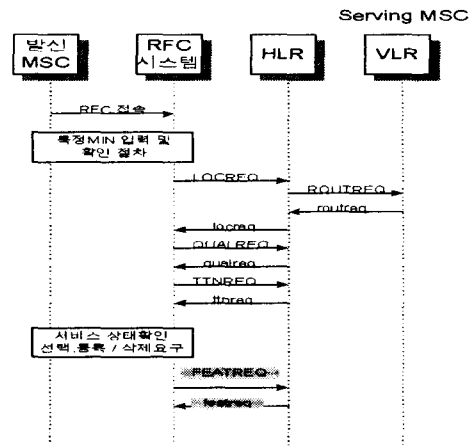 Serving MSC
발신
MSC
RFC
시스템
HLR
VLR
RFC 접속
특정MIN 입력 및
확인 절차
LOCREQ
ROUTREQ
routreq
locreq
QUALREQ
qualreq
TTNREQ
ttnreq
서비스 상태확인
선택,등록 / 삭제요구
FEATREQ
featreq